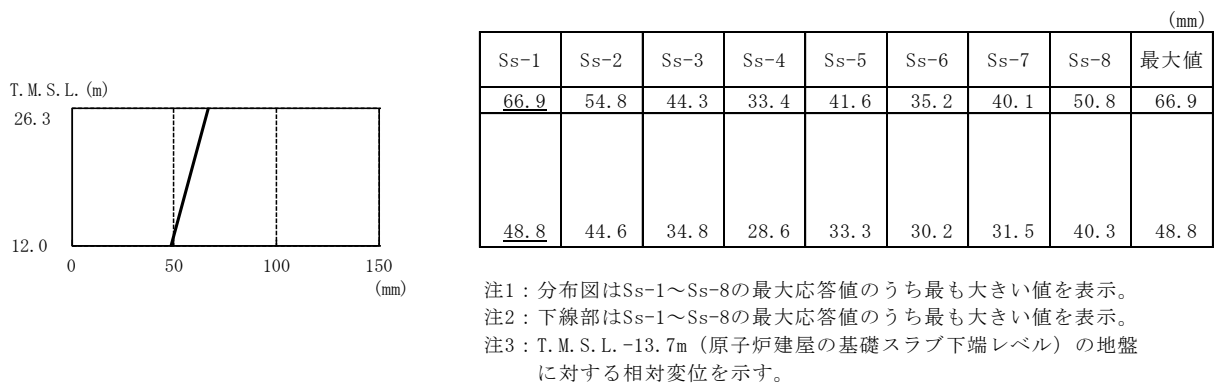 (mm)
Ss-1 Ss-2 Ss-3 Ss-4 Ss-5 Ss-6 Ss-7 Ss-8 最大値
66.9 54.8 44.3 33.4 41.6 35.2 40.1 50.8 66.9
48.8 44.6 34.8 28.6 33.3 30.2 31.5 40.3 48.8
T.M.S.L.(m)
26.3
12.0
0 50 100 150
(mm)
注1：分布図はSs-1～Ss-8の最大応答値のうち最も大きい値を表示。
注2：下線部はSs-1～Ss-8の最大応答値のうち最も大きい値を表示。
注3：T.M.S.L.-13.7m（原子炉建屋の基礎スラブ下端レベル）の地盤
に対する相対変位を示す。